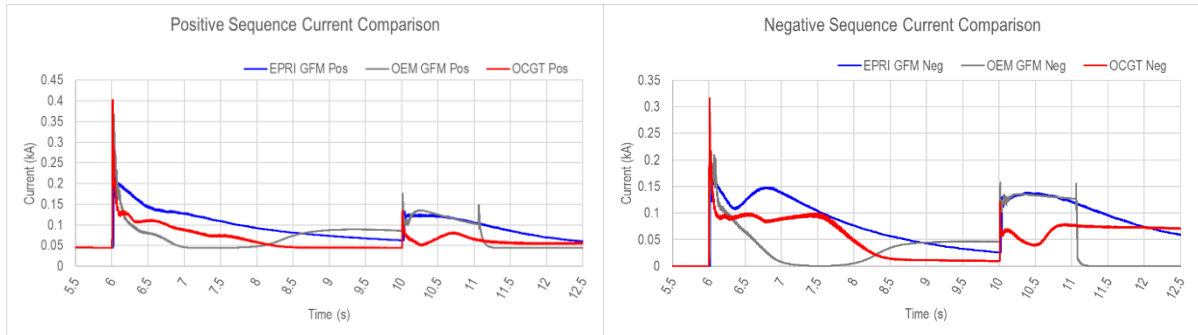 Positive Sequence Current Comparison
EPRI GFM Pos OEM GFM Pos OCGT Pos
0.45
0.4
0.35
0.3
0.25
0.2
0.15
0.1
0.05
0
Current (kA)
5.5 6 6.5 7 7.5 8 8.5 9 9.5 10 10.5 11 11.5 12 12.5
Time (s)
Negative Sequence Current Comparison
EPRI GFM Neg OEM GFM Neg OCGT Neg
0.35
0.3
0.25
0.2
0.15
0.1
0.05
0
Current (kA)
5.5 6 6.5 7 7.5 8 8.5 9 9.5 10 10.5 11 11.5 12 12.5
Time (s)